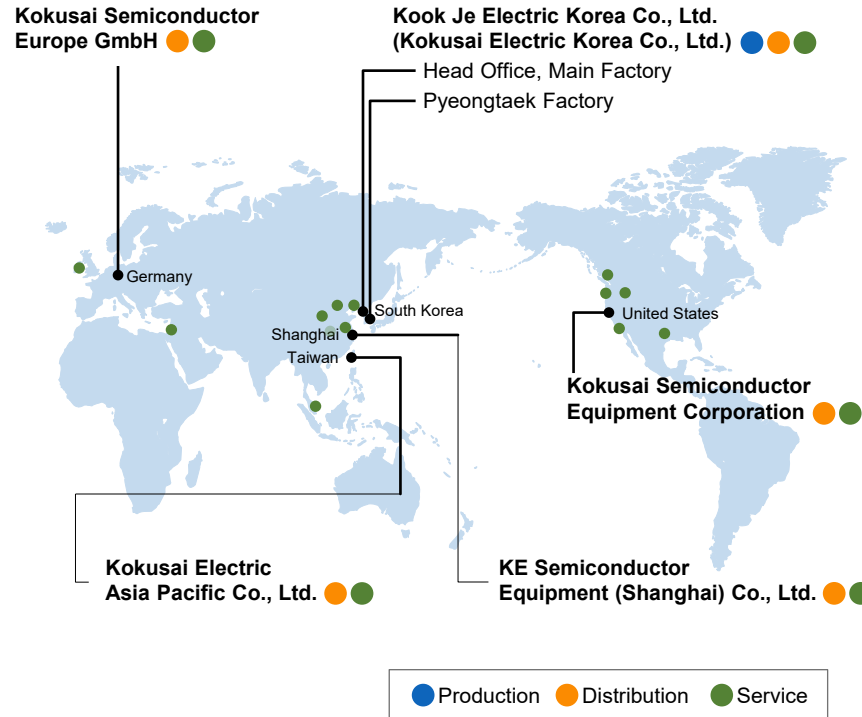 Kokusai Semiconductor
Europe GmbH
Kook Je Electric Korea Co., Ltd.
(Kokusai Electric Korea Co., Ltd.)
Head Office, Main Factory
Pyeongtaek Factory
Germany
South Korea
Shanghai
Taiwan
United States
Kokusai Semiconductor
Equipment Corporation
Kokusai Electric
Asia Pacific Co., Ltd.
KE Semiconductor
Equipment (Shanghai) Co., Ltd.
Production
Distribution
Service